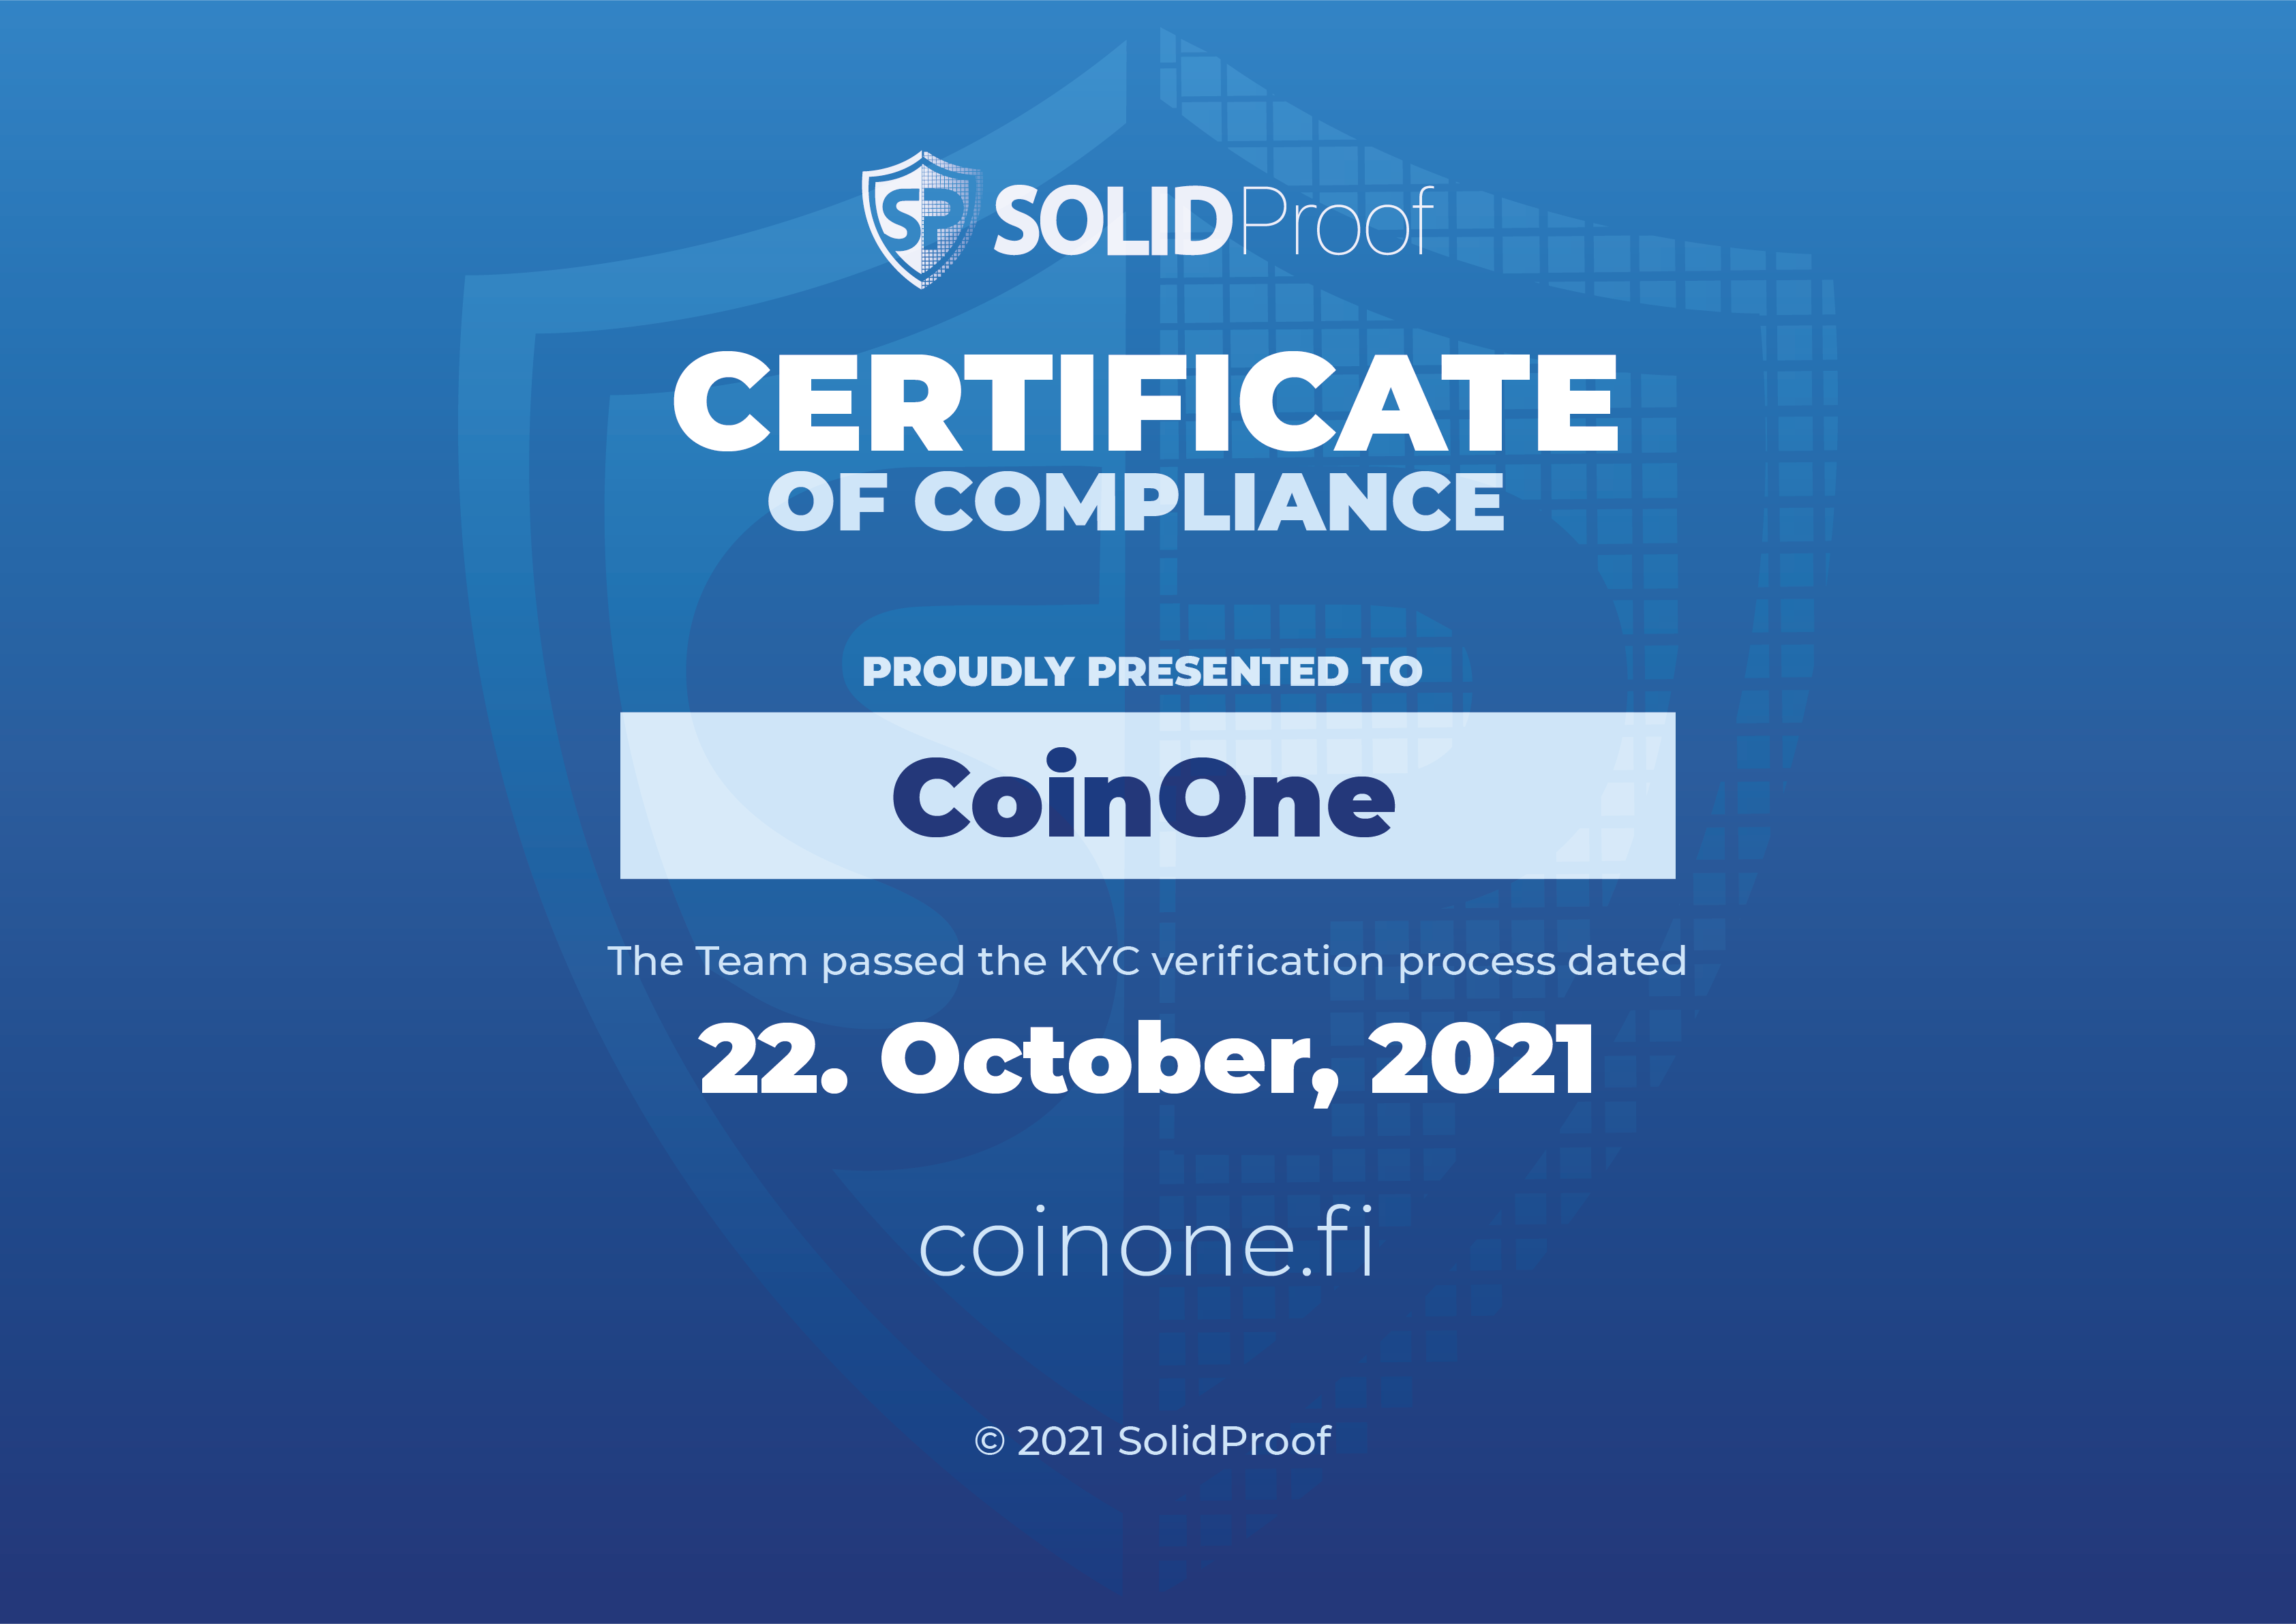 SP SOLIDProof
CERTIFICATE
OF COMPLIANCE
PROUDLY PRESENTED TO
CoinOne
The Team passed the KYC verification process dated
22. October, 2021
coinone.fi
© 2021 SolidProof